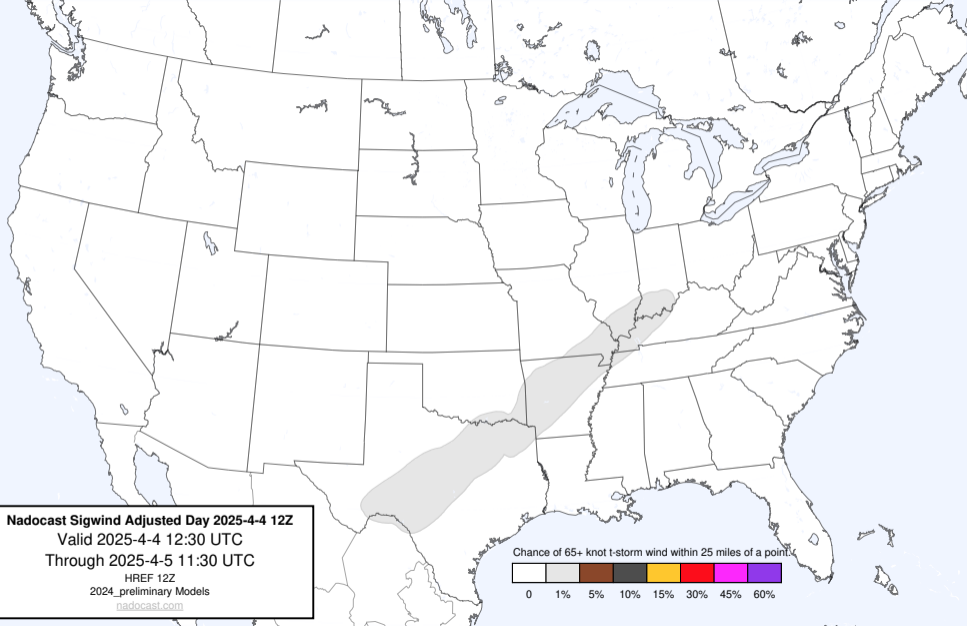 Nadocast Sigwind Adjusted Day 2025-4-4 12Z
Valid 2025-4-4 12:30 UTC
Through 2025-4-5 11:30 UTC
HREF 12Z
2024_preliminary Models
nadocast.com
Chance of 65+ knot t-storm wind within 25 miles of a point.
0 1% 5% 10% 15% 30% 45% 60%